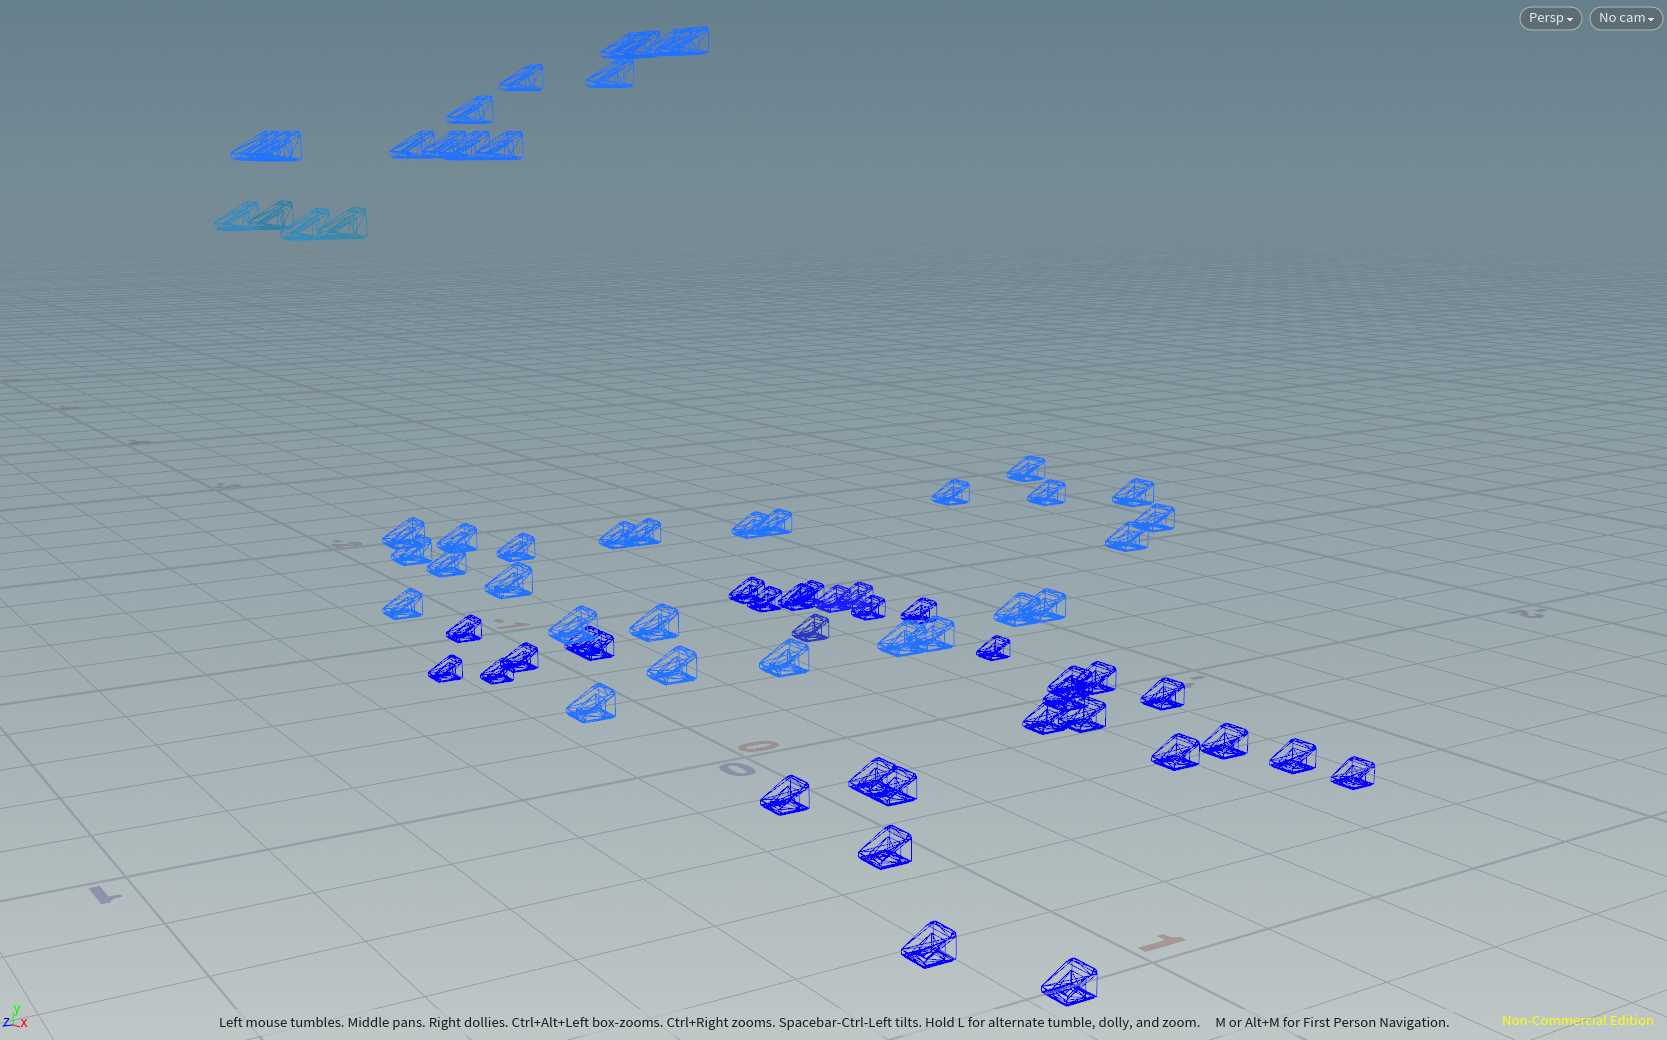 Persp
No cam
0
0
1
1
y
z
x
Left mouse tumbles. Middle pans. Right dollies. Ctrl+Alt+Left box-zooms. Ctrl+Right zooms. Spacebar-Ctrl-Left tilts. Hold L for alternate tumble, dolly, and zoom. M or Alt+M for First Person Navigation.
Non-Commercial Edition